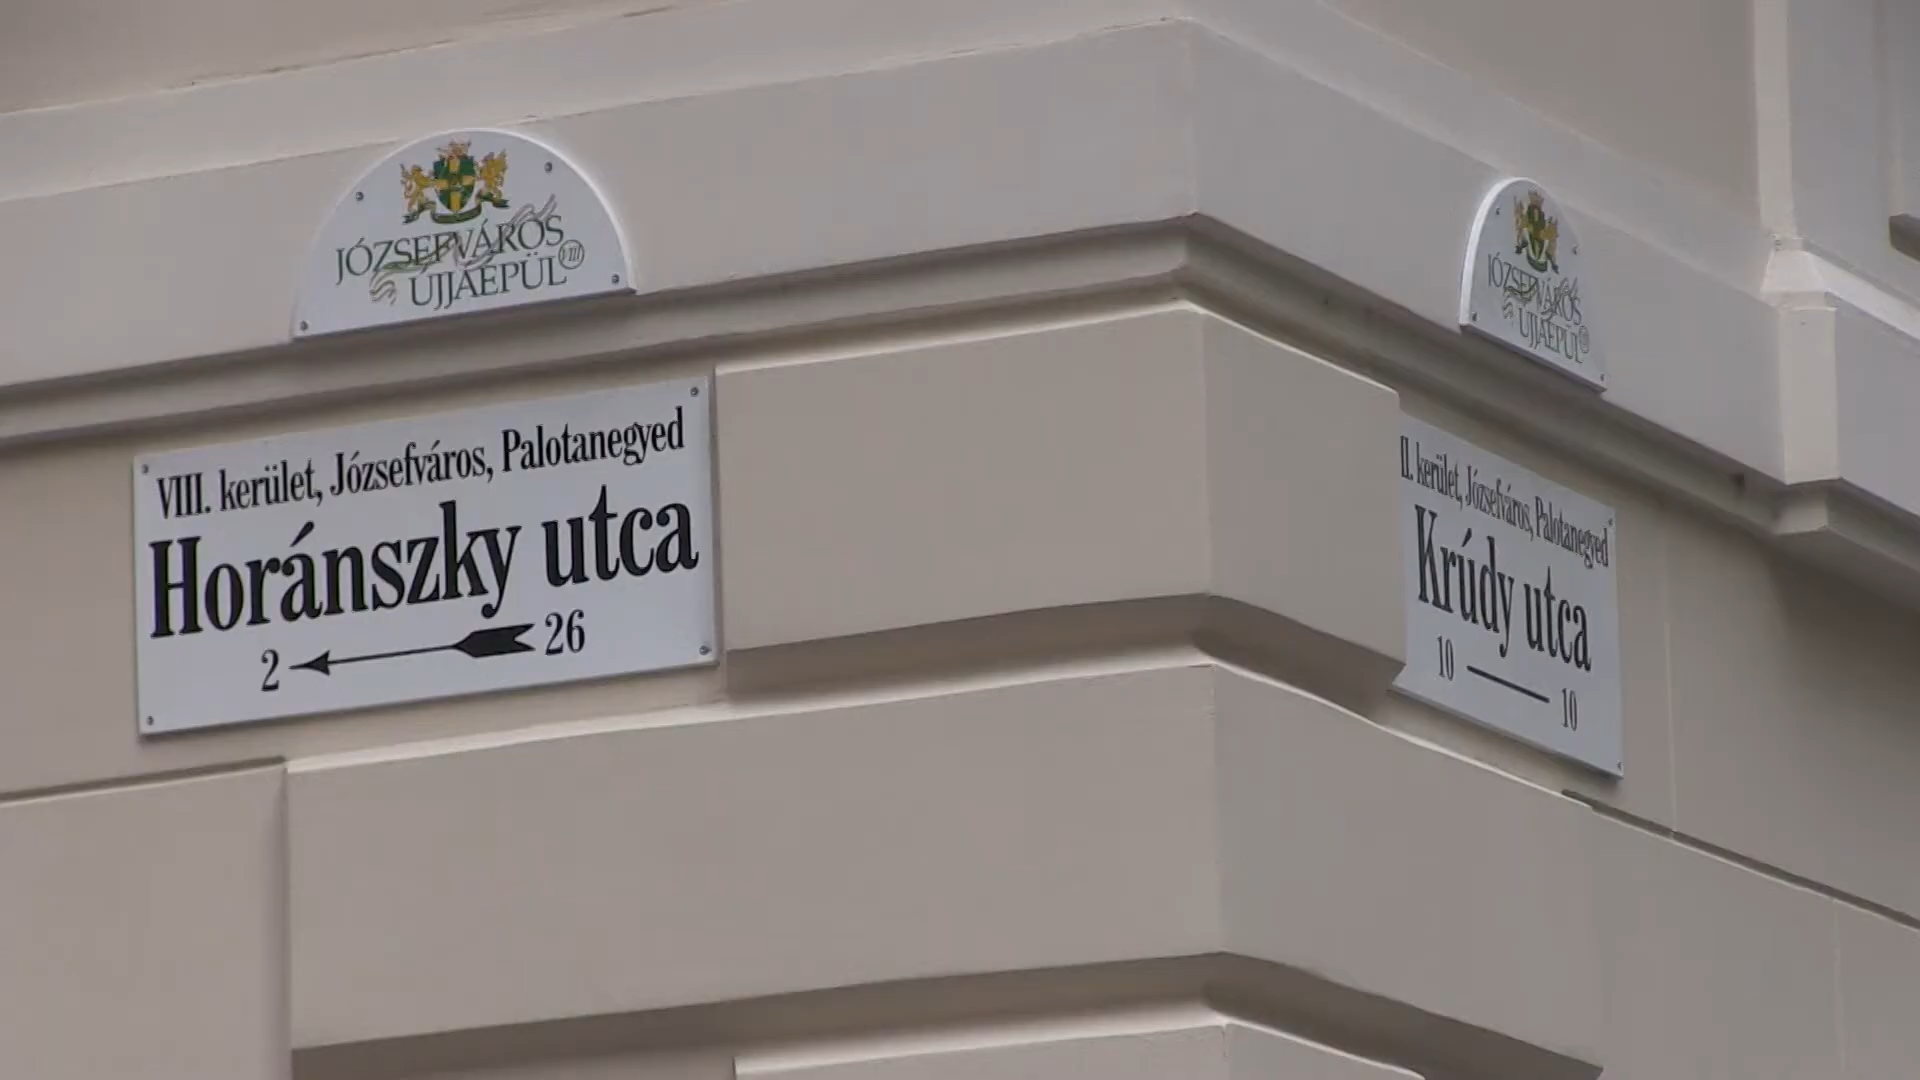 JÓZSEFVÁROS
ÚJJÁÉPÜL VIII
VIII. kerület, Józsefváros, Palotanegyed
Horánszky utca
2 26
JÓZSEFVÁROS
ÚJJÁÉPÜL
II. kerület, Józsefváros, Palotanegyed
Krúdy utca
10 10